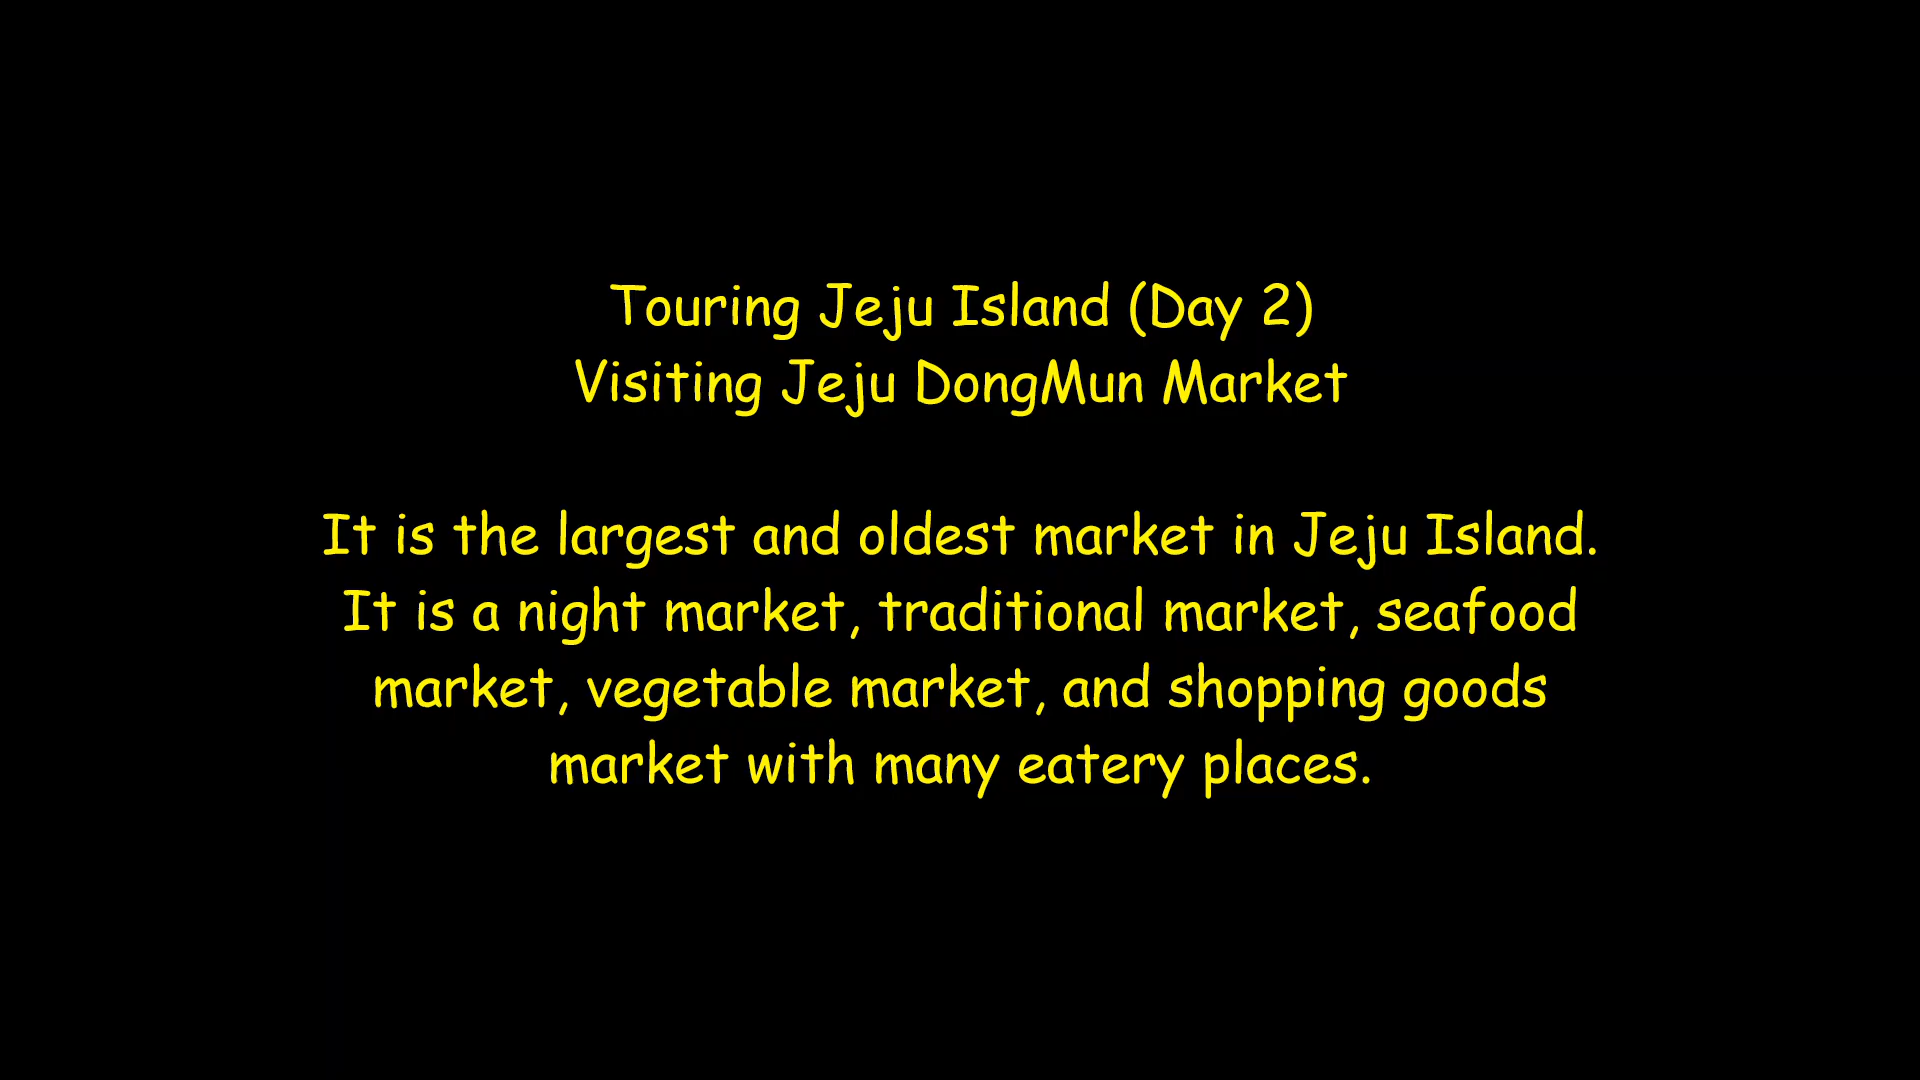 Touring Jeju Island (Day 2)
Visiting Jeju DongMun Market
It is the largest and oldest market in Jeju Island.
It is a night market, traditional market, seafood
market, vegetable market, and shopping goods
market with many eatery places.